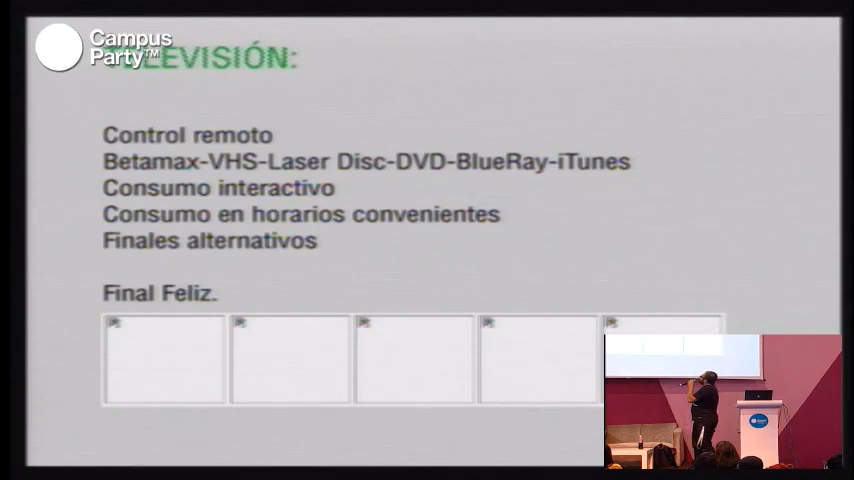 Campus
Party™
TELEVISIÓN:
Control remoto
Betamax-VHS-Laser Disc-DVD-BlueRay-iTunes
Consumo interactivo
Consumo en horarios convenientes
Finales alternativos
Final Feliz.